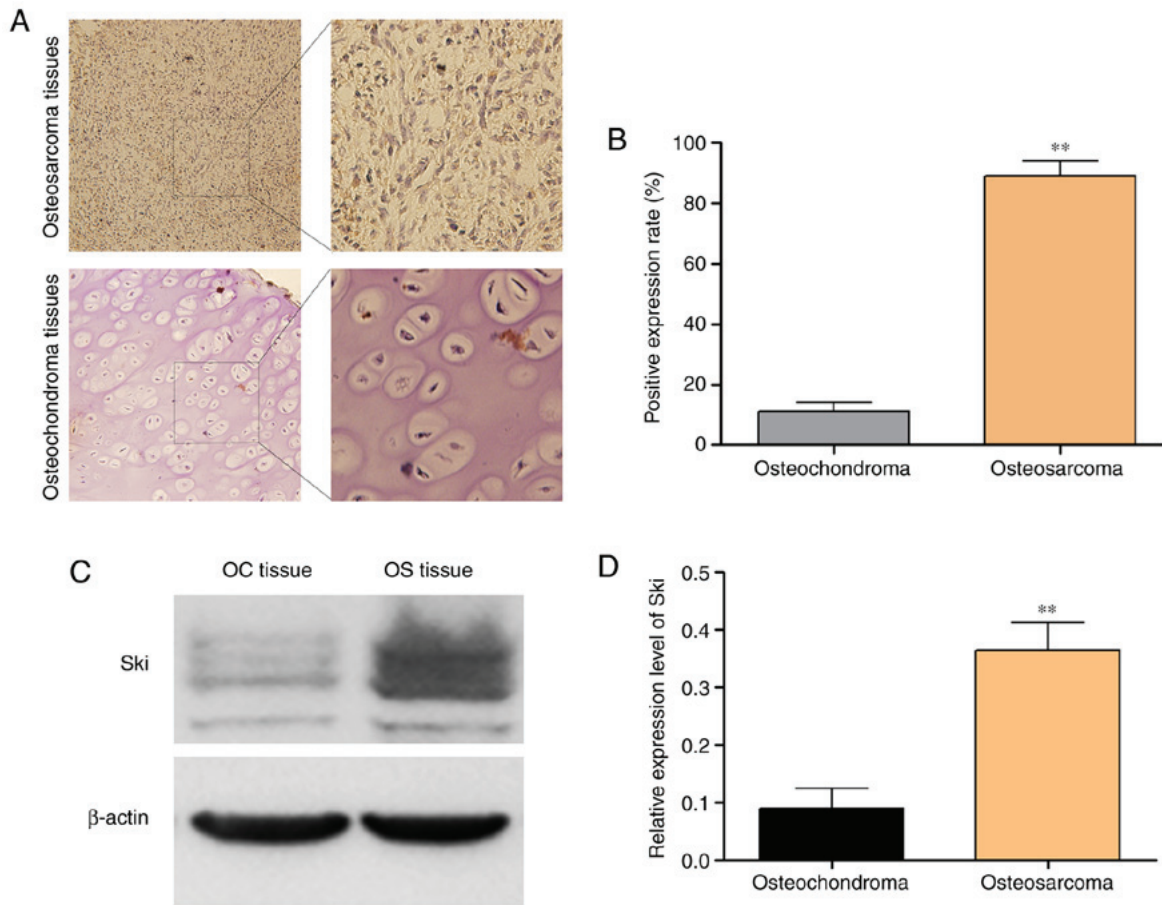 A
Osteosarcoma tissues
Osteochondroma tissues
B
Positive expression rate (%)
100
80
60
40
20
0
**
Osteochondroma
Osteosarcoma
C
OC tissue
OS tissue
Ski
β-actin
D
Relative expression level of Ski
0.5
0.4
0.3
0.2
0.1
0.0
**
Osteochondroma
Osteosarcoma